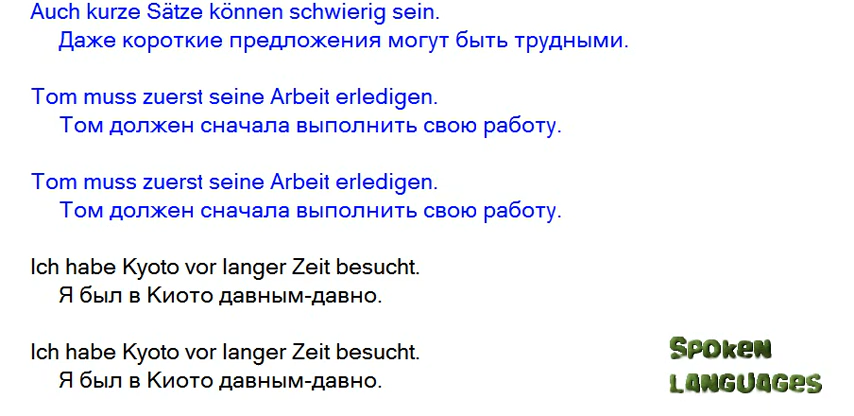 Auch kurze Sätze können schwierig sein.
Даже короткие предложения могут быть трудными.
Tom muss zuerst seine Arbeit erledigen.
Том должен сначала выполнить свою работу.
Tom muss zuerst seine Arbeit erledigen.
Том должен сначала выполнить свою работу.
Ich habe Kyoto vor langer Zeit besucht.
Я был в Киото давным-давно.
Ich habe Kyoto vor langer Zeit besucht.
Я был в Киото давным-давно.
Spoken
Languages